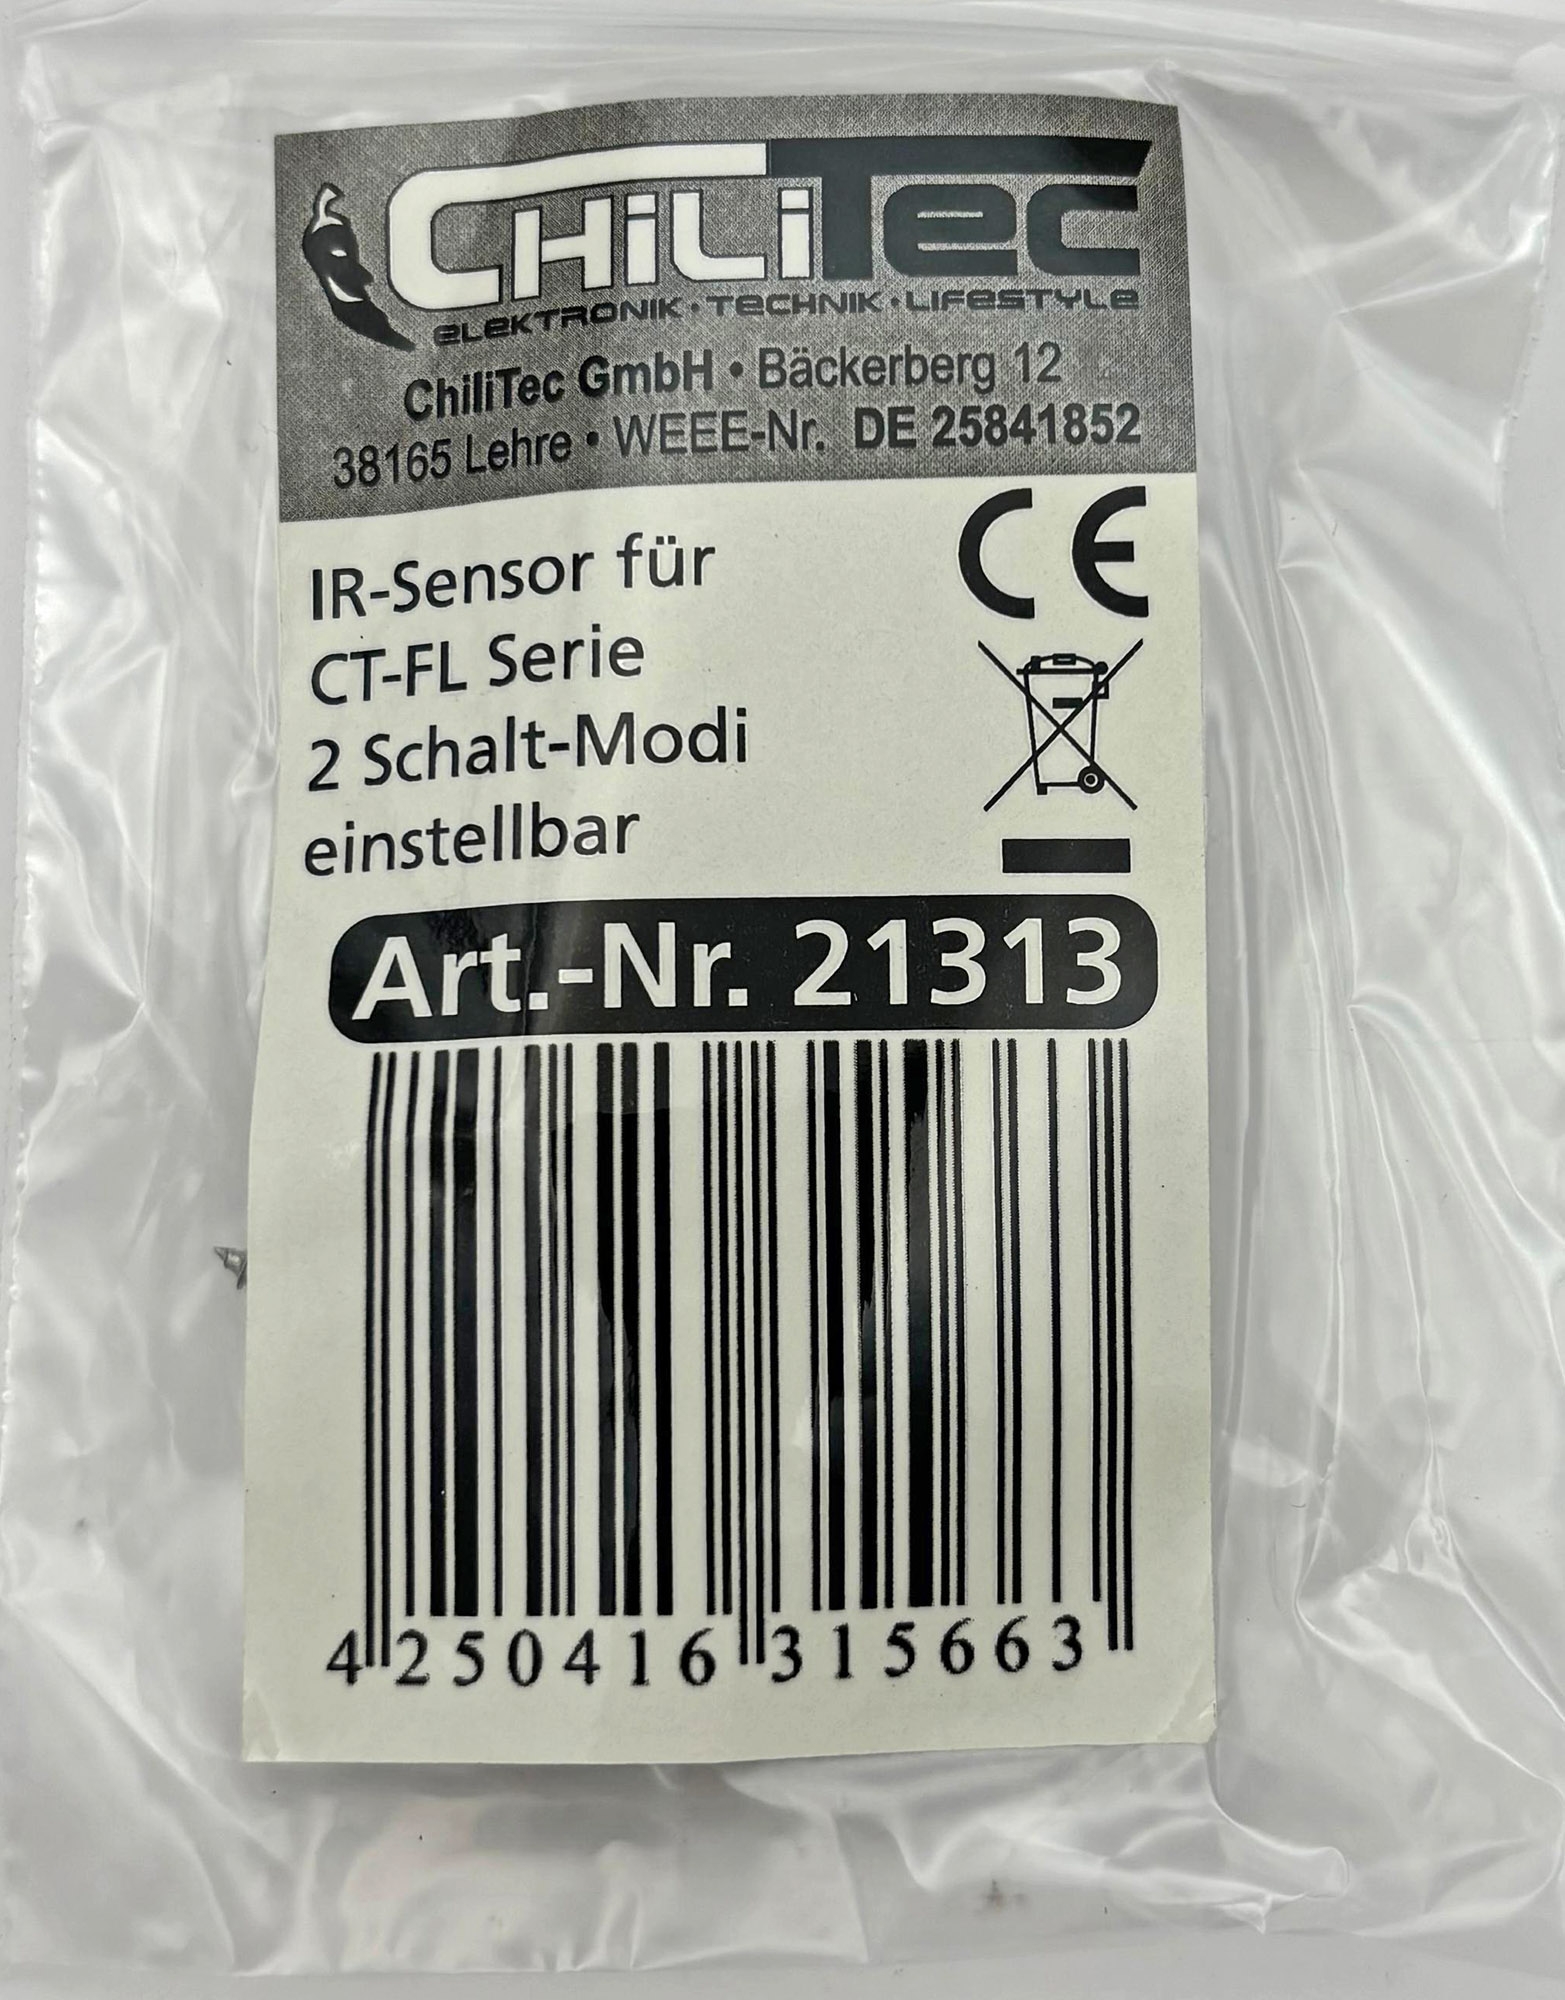 CHiLiTec
ELEKTRONIK · TECHNIK · LIFESTYLE
ChiliTec GmbH • Bäckerberg 12
38165 Lehre • WEEE-Nr. DE 25841852
CE
IR-Sensor für
CT-FL Serie
2 Schalt-Modi
einstellbar
Art.-Nr. 21313
4 250416 315663